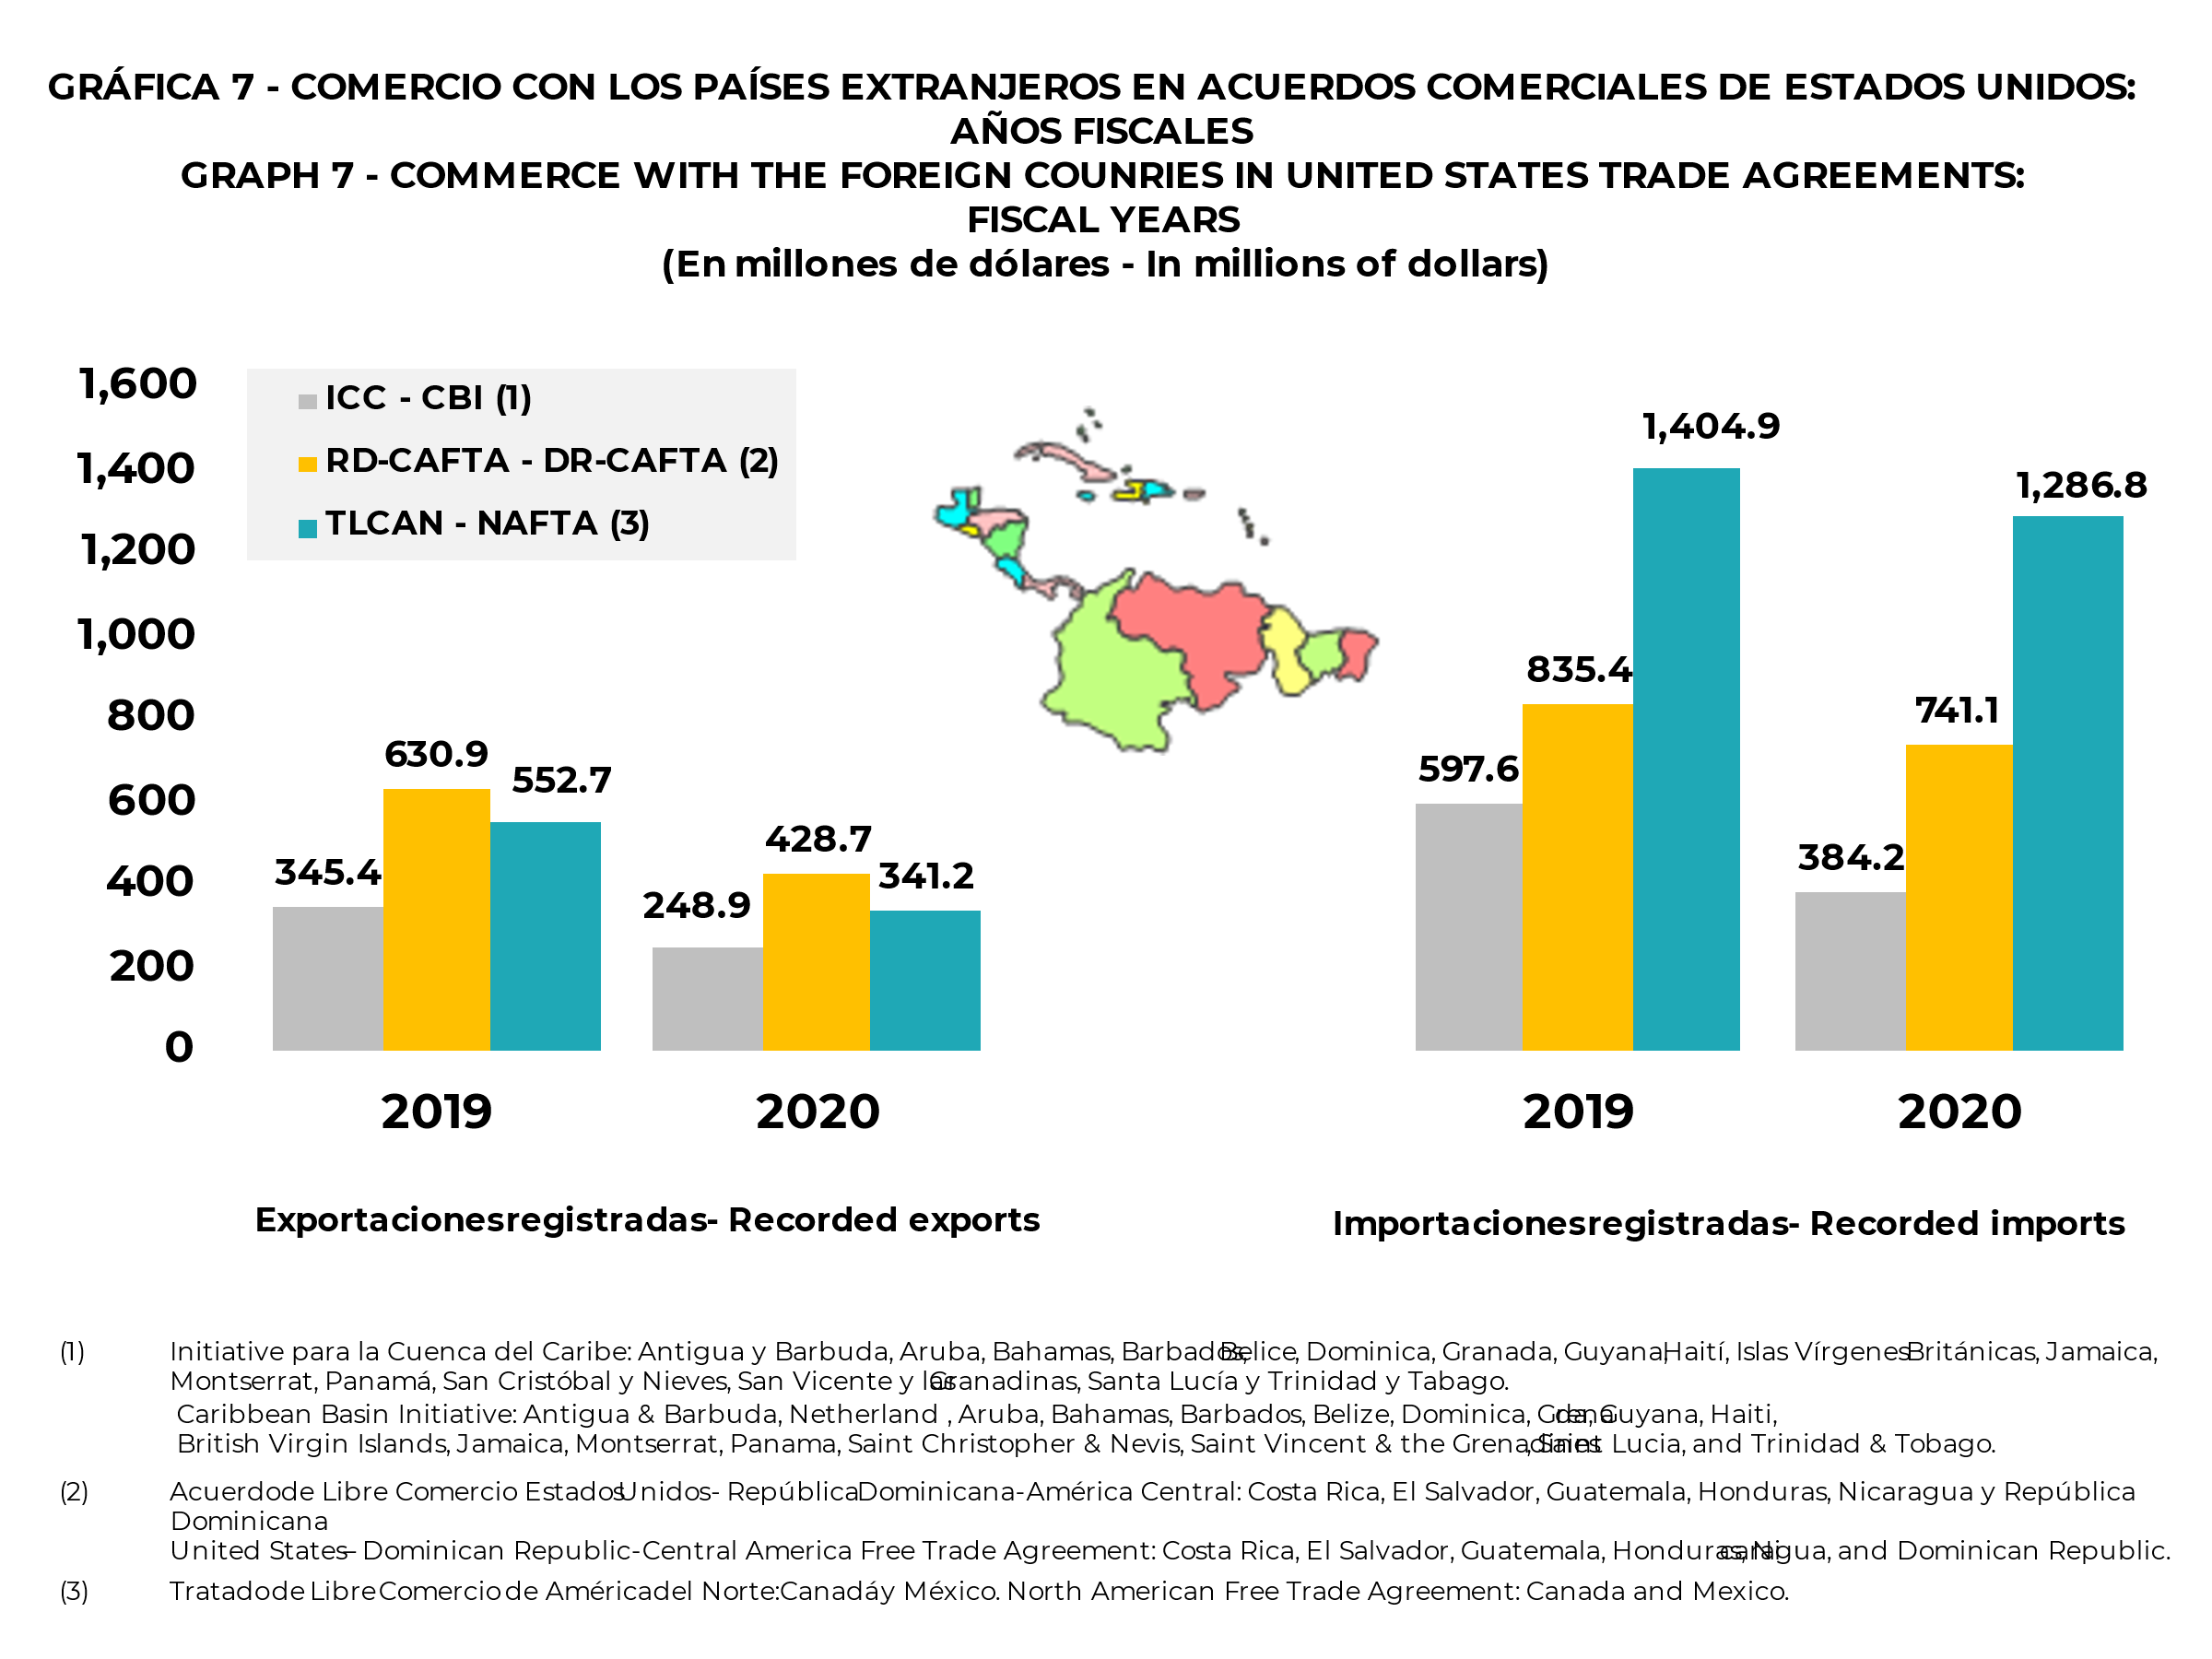 GRÁFICA 7 - COMERCIO CON LOS PAÍSES EXTRANJEROS EN ACUERDOS COMERCIALES DE ESTADOS UNIDOS:
AÑOS FISCALES
GRAPH 7 - COMMERCE WITH THE FOREIGN COUNRIES IN UNITED STATES TRADE AGREEMENTS:
FISCAL YEARS
(En millones de dólares - In millions of dollars)
1,600
1,400
1,200
1,000
800
600
400
200
0
ICC - CBI (1)
RD-CAFTA - DR-CAFTA (2)
TLCAN - NAFTA (3)
345.4
630.9
552.7
248.9
428.7
341.2
597.6
835.4
1,404.9
384.2
741.1
1,286.8
2019
2020
2019
2020
Exportaciones registradas- Recorded exports
Importaciones registradas- Recorded imports
(1) Initiative para la Cuenca del Caribe: Antigua y Barbuda, Aruba, Bahamas, Barbados, Belice, Dominica, Granada, Guyana, Haití, Islas Vírgenes Británicas, Jamaica,
Montserrat, Panamá, San Cristóbal y Nieves, San Vicente y las Granadinas, Santa Lucía y Trinidad y Tabago.
Caribbean Basin Initiative: Antigua & Barbuda, Netherland , Aruba, Bahamas, Barbados, Belize, Dominica, Grenada, Guyana, Haiti,
British Virgin Islands, Jamaica, Montserrat, Panama, Saint Christopher & Nevis, Saint Vincent & the Grenadines, Saint Lucia, and Trinidad & Tobago.
(2) Acuerdo de Libre Comercio Estados Unidos- República Dominicana-América Central: Costa Rica, El Salvador, Guatemala, Honduras, Nicaragua y República
Dominicana
United States– Dominican Republic-Central America Free Trade Agreement: Costa Rica, El Salvador, Guatemala, Honduras, Nicaragua, and Dominican Republic.
(3) Tratado de Libre Comercio de América del Norte: Canadá y México. North American Free Trade Agreement: Canada and Mexico.